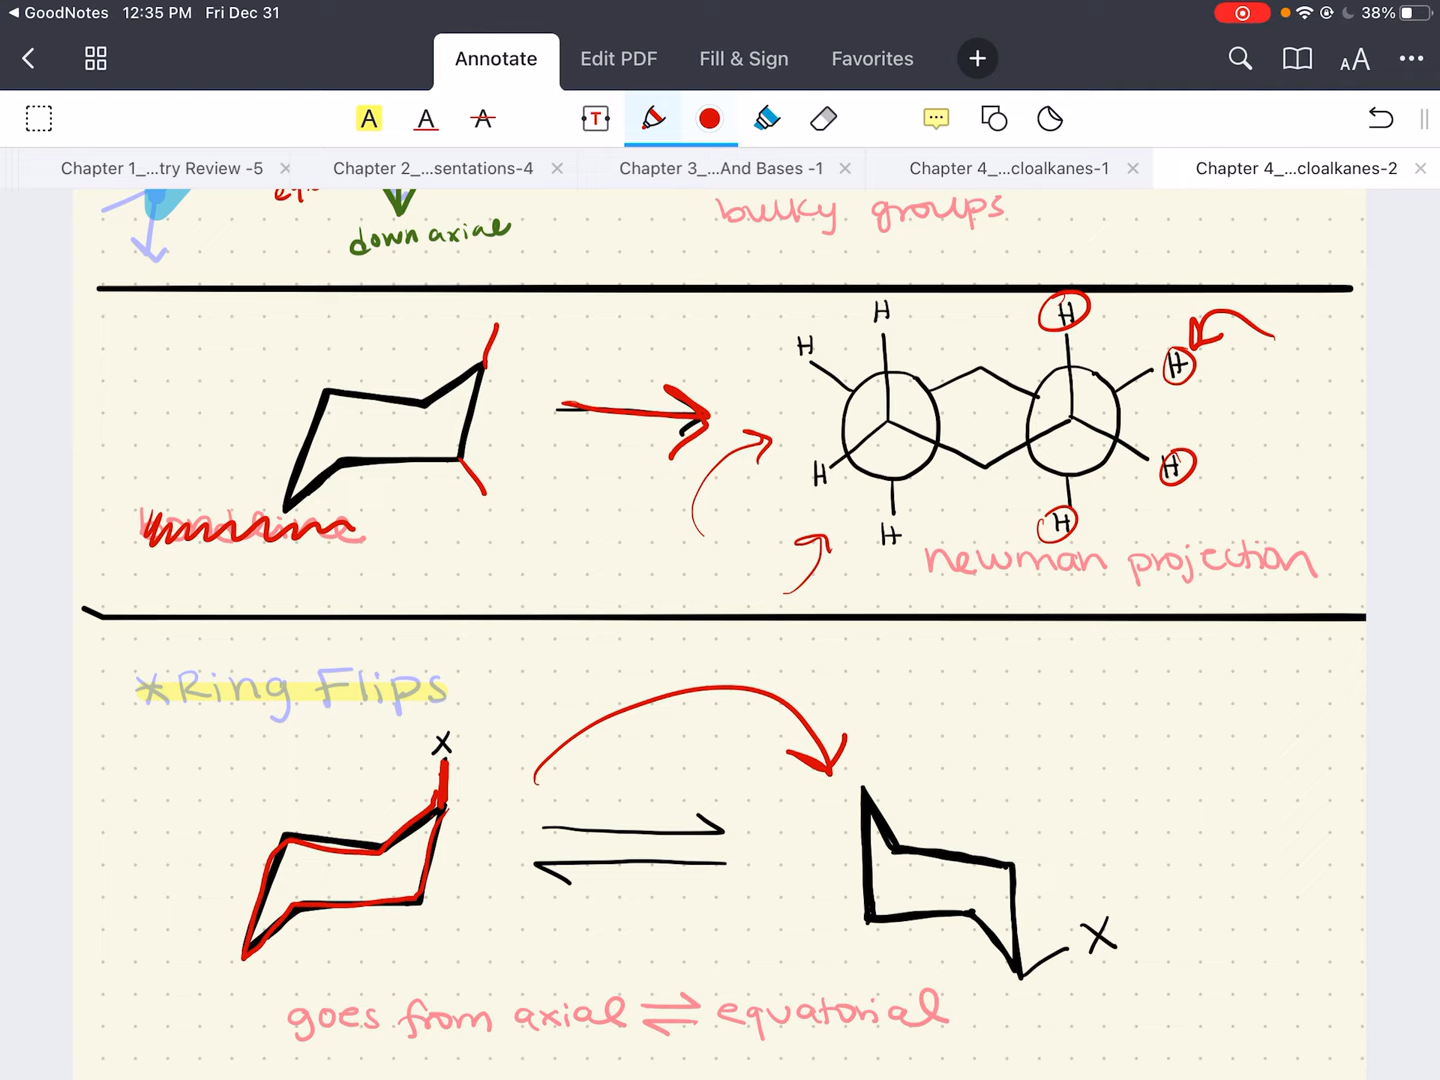 ◀ GoodNotes 12:35 PM Fri Dec 31 38%
Annotate Edit PDF Fill & Sign Favorites
A A A T AA
Chapter 1_...try Review -5 Chapter 2_...sentations-4 Chapter 3_...And Bases -1 Chapter 4_...cloalkanes-1 Chapter 4_...cloalkanes-2
bulky groups
down axial
H H
H H
H H
H H
newman projection
*Ring Flips
X
X
goes from axial ⇌ equatorial